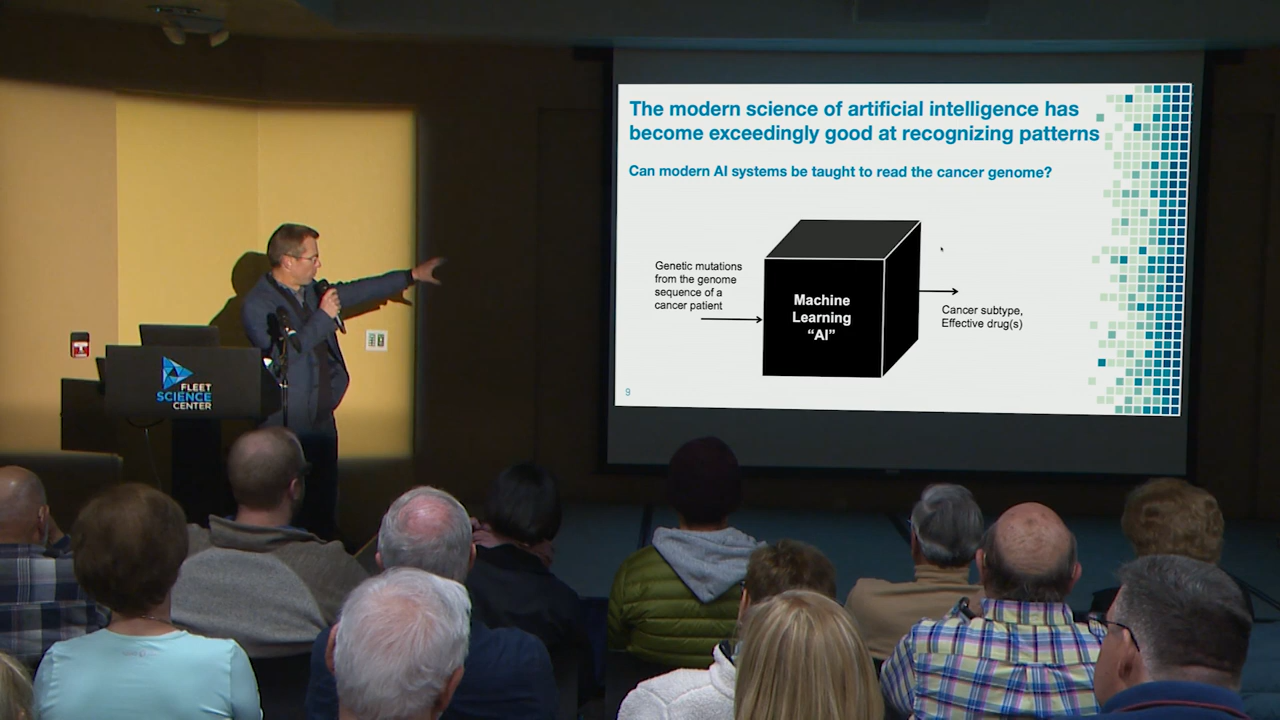 The modern science of artificial intelligence has
become exceedingly good at recognizing patterns
Can modern AI systems be taught to read the cancer genome?
Genetic mutations
from the genome
sequence of a
cancer patient
Machine
Learning
“AI”
Cancer subtype,
Effective drug(s)
9
FLEET
SCIENCE
CENTER